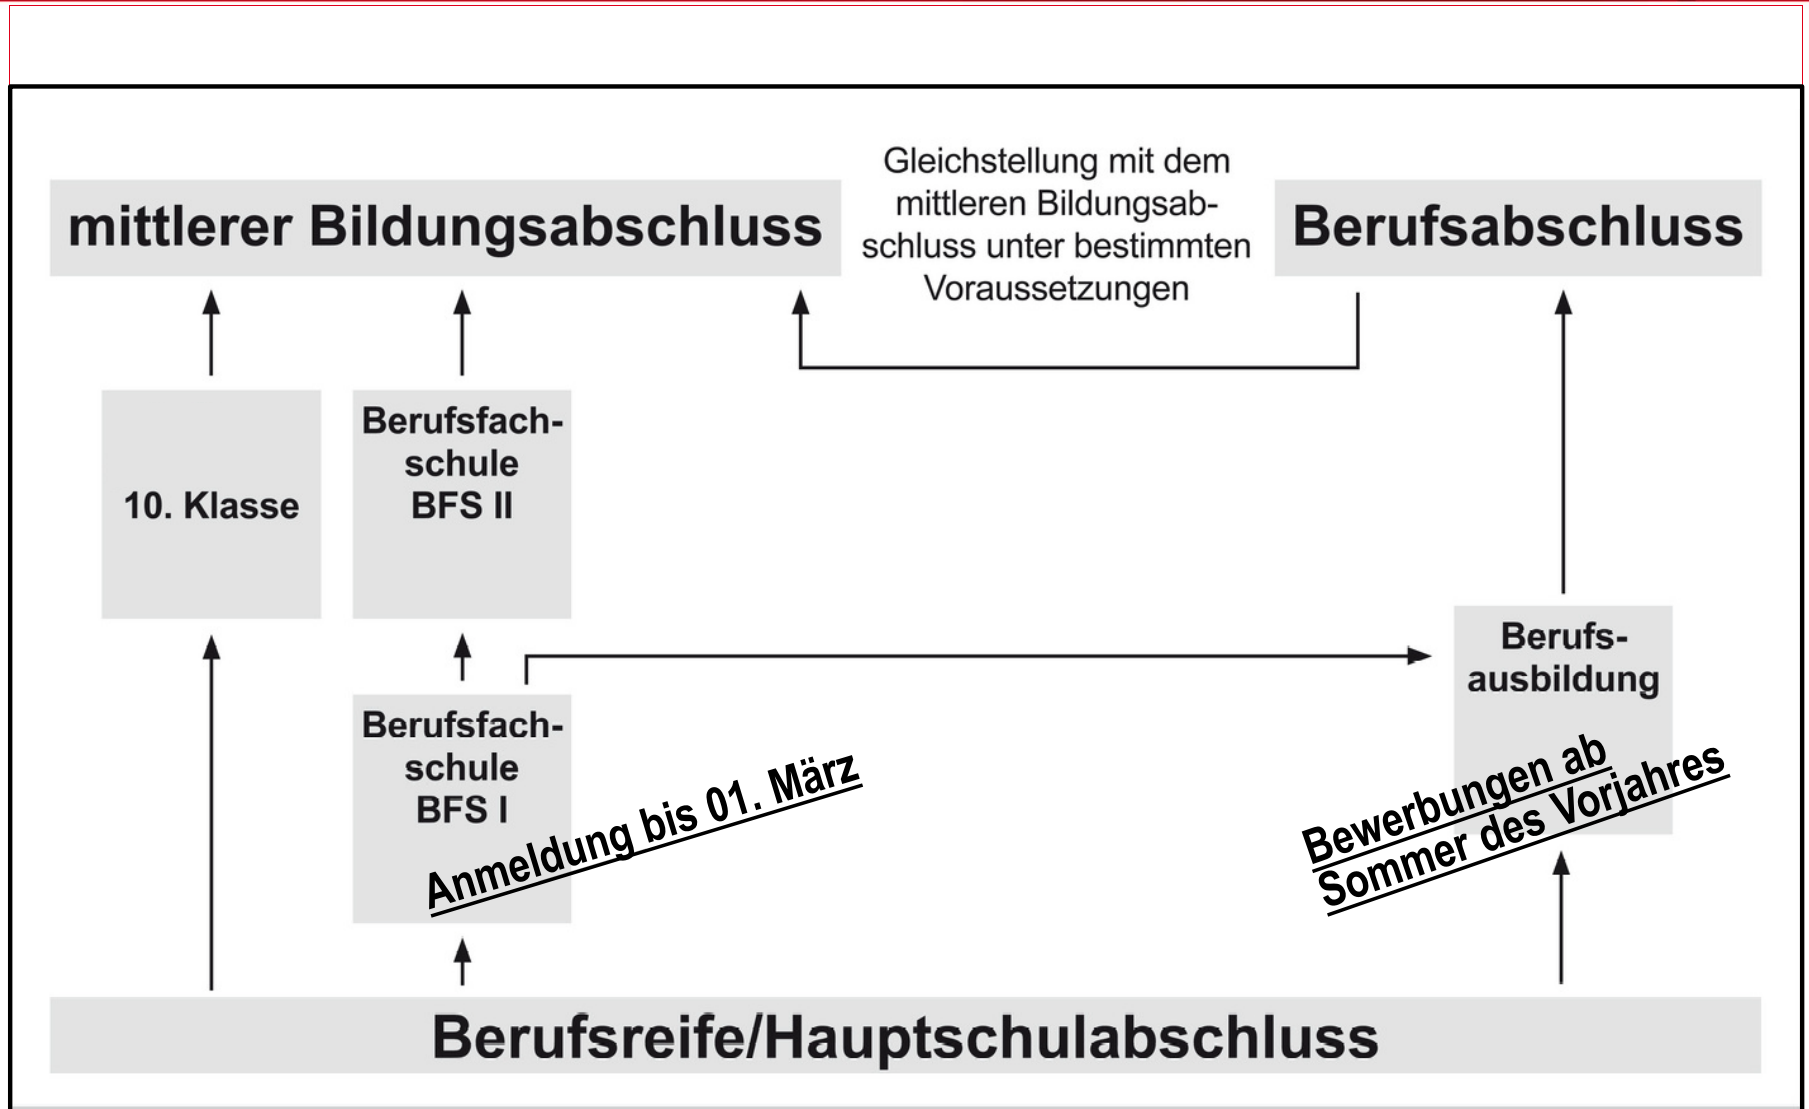 Gleichstellung mit dem
mittleren Bildungsab-
schluss unter bestimmten
Voraussetzungen
mittlerer Bildungsabschluss
Berufsabschluss
10. Klasse
Berufsfach-
schule
BFS II
Berufs-
ausbildung
Berufsfach-
schule
BFS I
Anmeldung bis 01. März
Bewerbungen ab
Sommer des Vorjahres
Berufsreife/Hauptschulabschluss